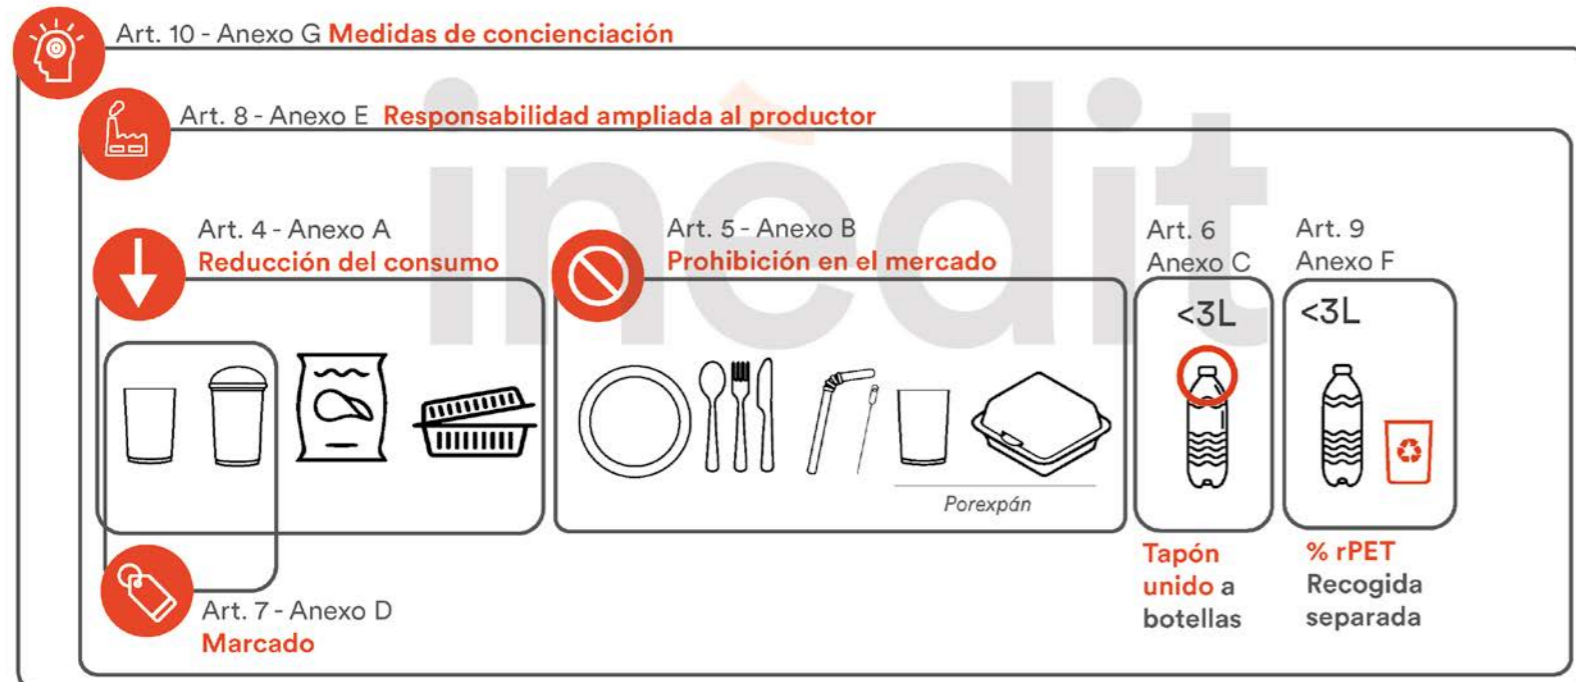 Art. 10 - Anexo G Medidas de concienciación
Art. 8 - Anexo E Responsabilidad ampliada al productor
inèdit
Art. 4 - Anexo A
Reducción del consumo
Art. 5 - Anexo B
Prohibición en el mercado
Art. 6
Anexo C
Art. 9
Anexo F
<3L
<3L
Porexpán
Tapón
unido a
botellas
% rPET
Recogida
separada
Art. 7 - Anexo D
Marcado